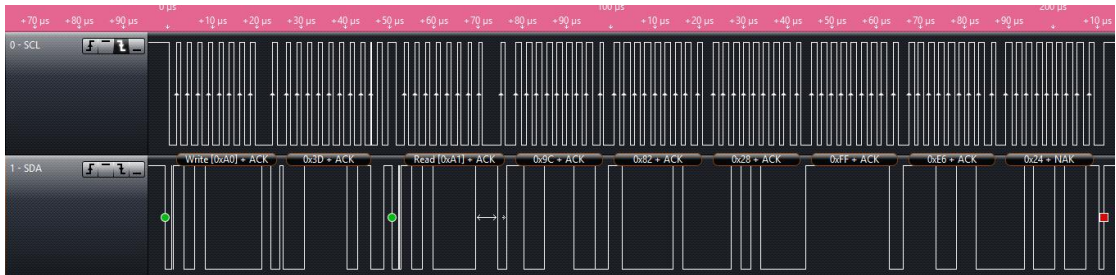 0 µs 100 µs 200 µs
+70 µs +80 µs +90 µs +10 µs +20 µs +30 µs +40 µs +50 µs +60 µs +70 µs +80 µs +90 µs +10 µs +20 µs +30 µs +40 µs +50 µs +60 µs +70 µs +80 µs +90 µs +10 µs
0 - SCL
Write [0xA0] + ACK 0x3D + ACK Read [0xA1] + ACK 0x9C + ACK 0x82 + ACK 0x28 + ACK 0xFF + ACK 0xE6 + ACK 0x24 + NAK
1 - SDA